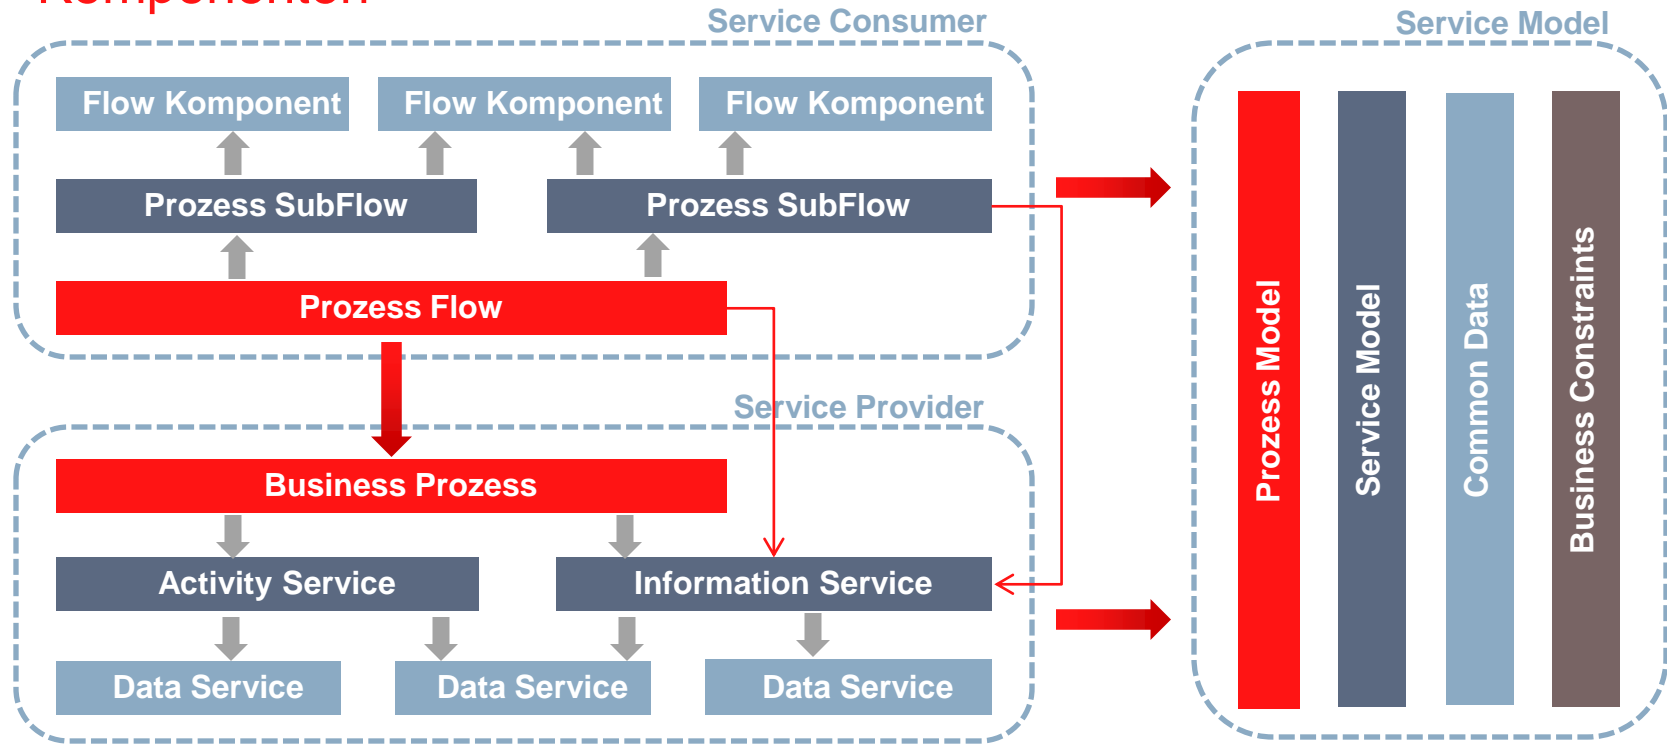 Komponenten
Service Consumer
Flow Komponent
Flow Komponent
Flow Komponent
Prozess SubFlow
Prozess SubFlow
Prozess Flow
Service Provider
Business Prozess
Activity Service
Information Service
Data Service
Data Service
Data Service
Service Model
Prozess Model
Service Model
Common Data
Business Constraints